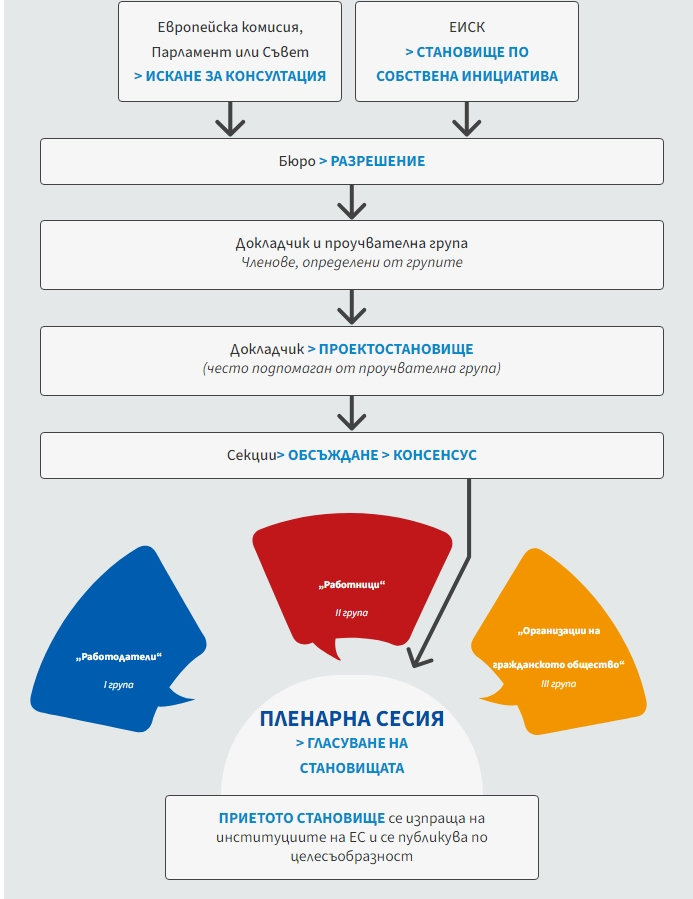 Европейска комисия,
Парламент или Съвет
> ИСКАНЕ ЗА КОНСУЛТАЦИЯ
ЕИСК
> СТАНОВИЩЕ ПО
СОБСТВЕНА ИНИЦИАТИВА
Бюро > РАЗРЕШЕНИЕ
Докладчик и проучвателна група
Членове, определени от групите
Докладчик > ПРОЕКТОСТАНОВИЩЕ
(често подпомаган от проучвателна група)
Секции> ОБСЪЖДАНЕ > КОНСЕНСУС
„Работодатели“
I група
„Работници“
II група
„Организации на
гражданското общество“
III група
ПЛЕНАРНА СЕСИЯ
> ГЛАСУВАНЕ НА
СТАНОВИЩАТА
ПРИЕТОТО СТАНОВИЩЕ се изпраща на
институциите на ЕС и се публикува по
целесъобразност